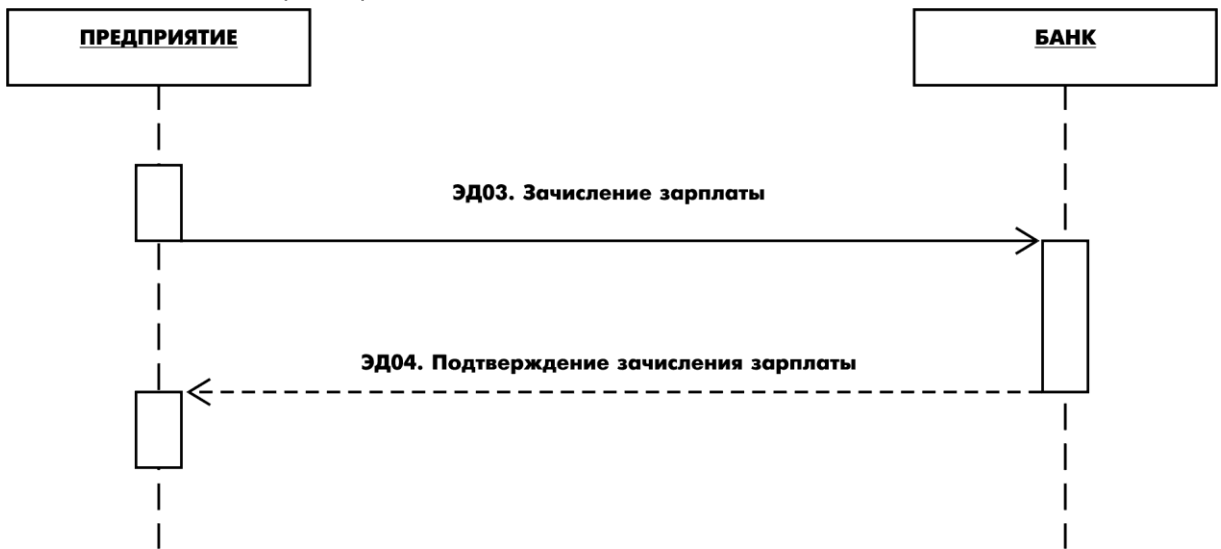 ПРЕДПРИЯТИЕ
БАНК
ЭД03. Зачисление зарплаты
ЭД04. Подтверждение зачисления зарплаты